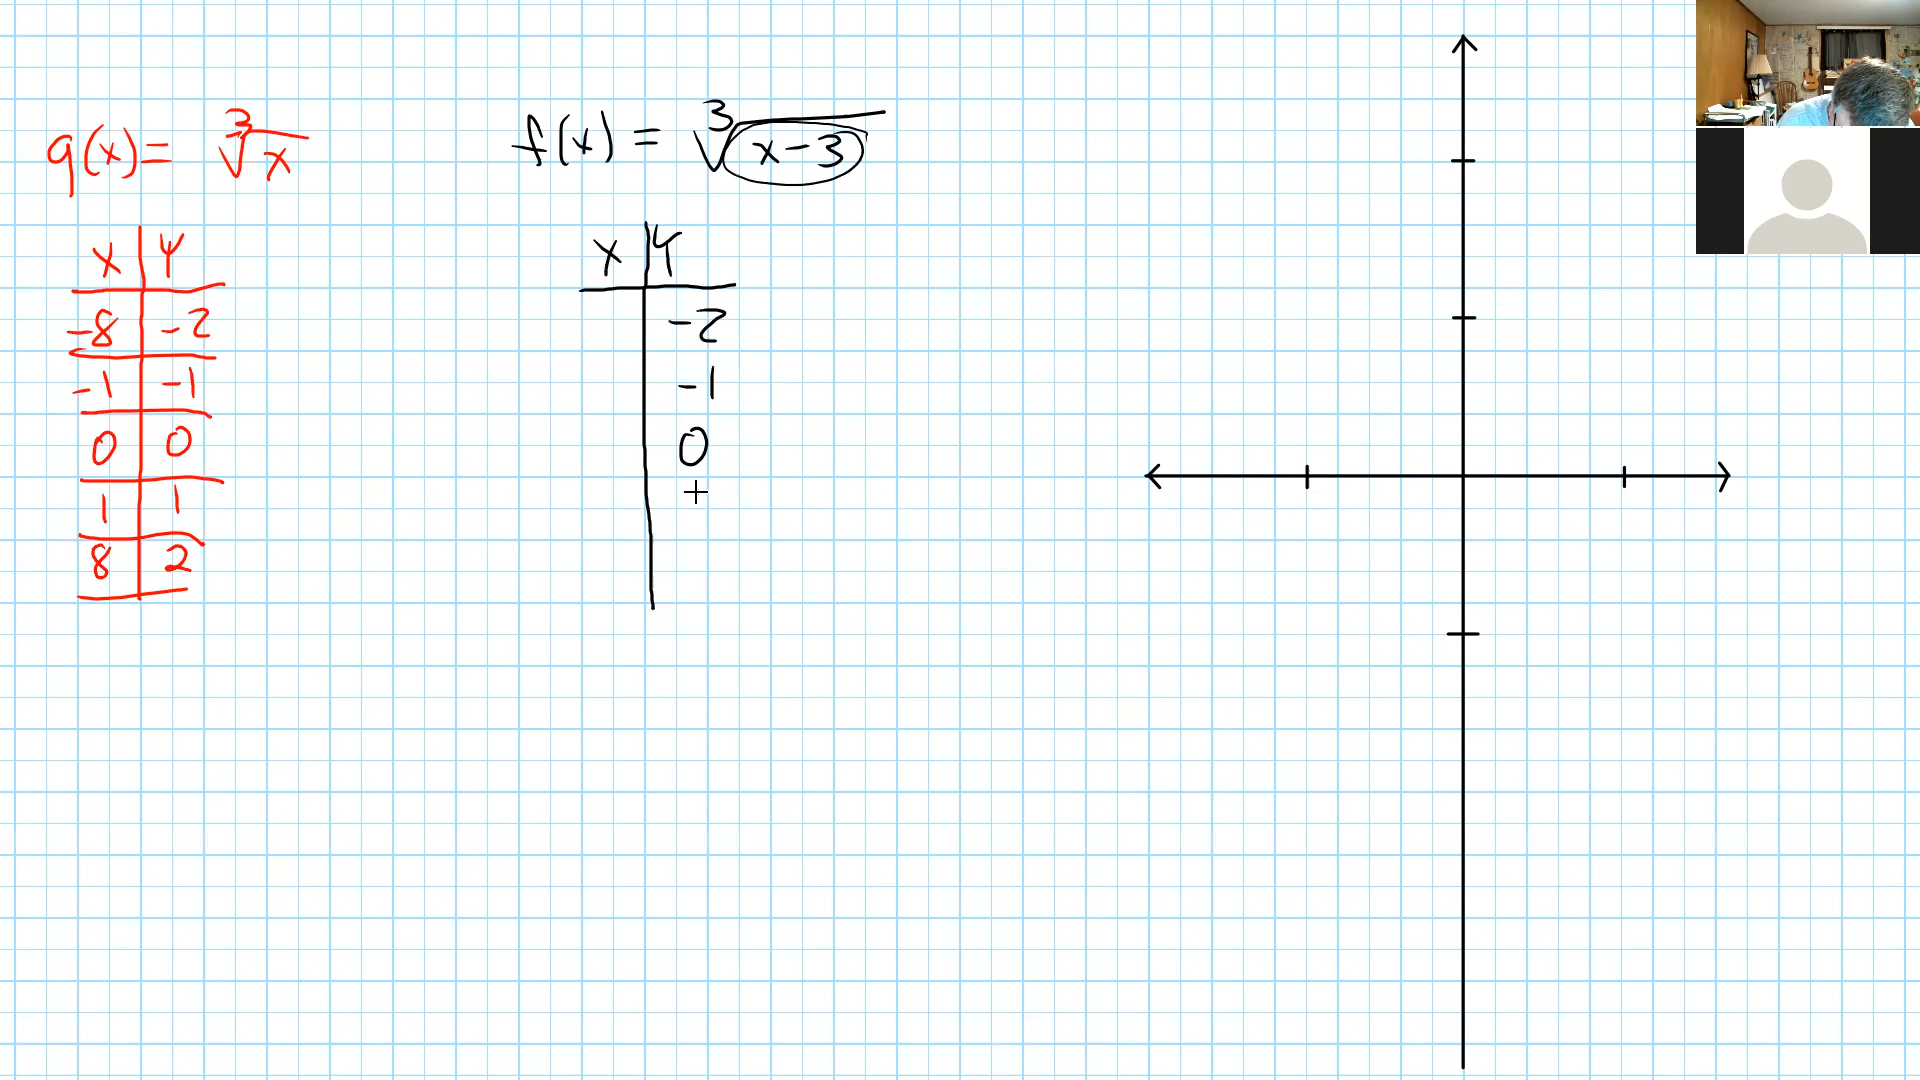 g(x) = ∛x
f(x) = ∛(x-3)
x y
-8 -2
-1 -1
0 0
1 1
8 2
x y
-2
-1
0